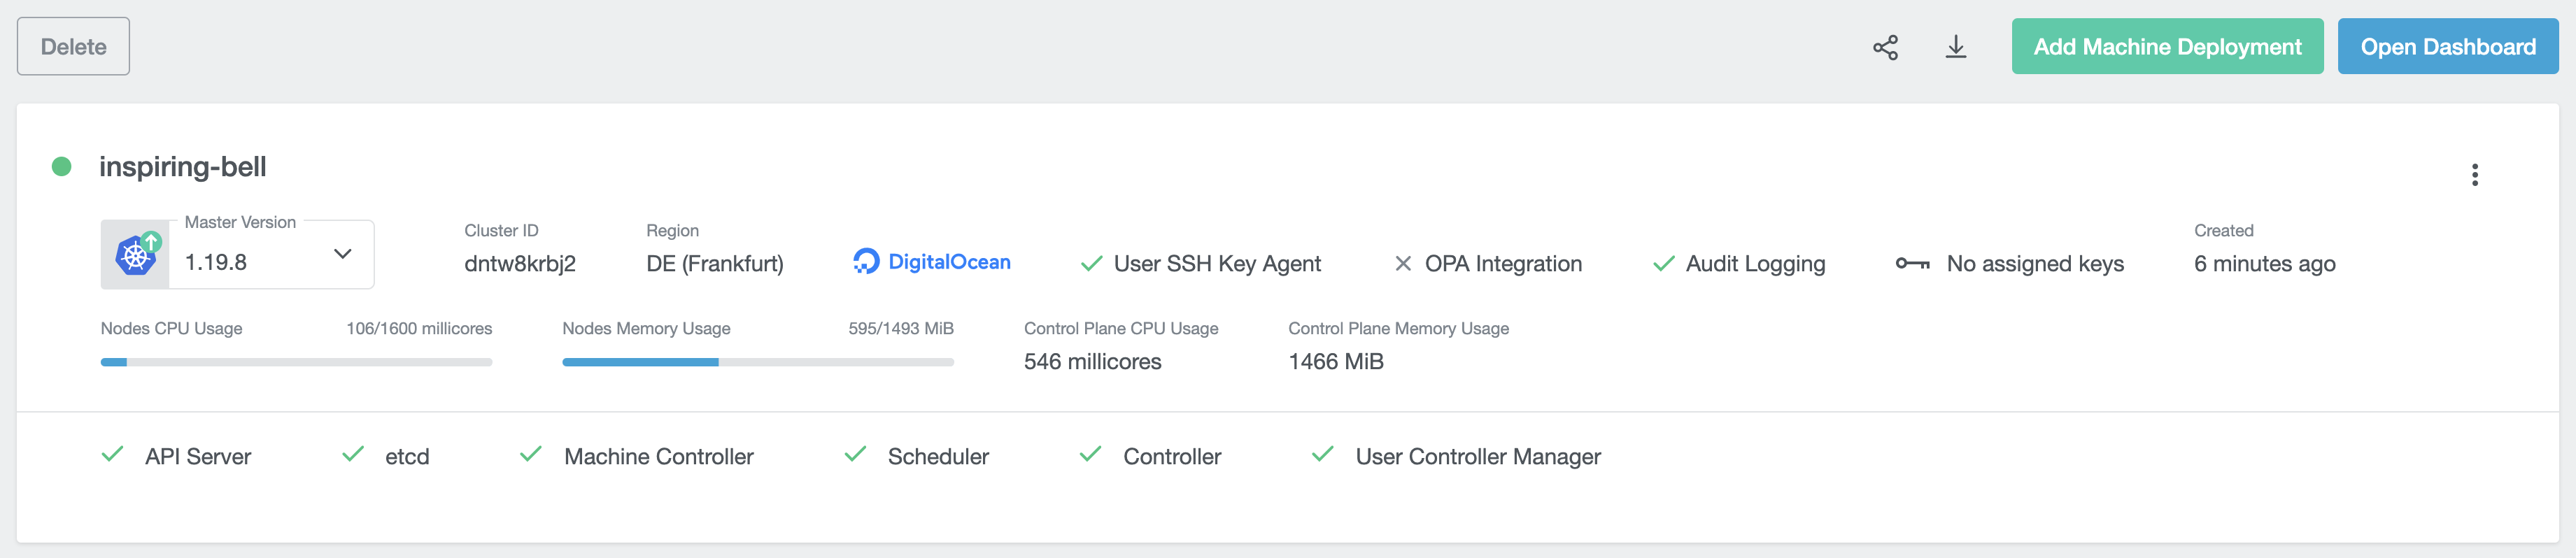 Delete
Add Machine Deployment
Open Dashboard
inspiring-bell
Master Version
1.19.8
Cluster ID
dntw8krbj2
Region
DE (Frankfurt)
DigitalOcean
User SSH Key Agent
OPA Integration
Audit Logging
No assigned keys
Created
6 minutes ago
Nodes CPU Usage 106/1600 millicores
Nodes Memory Usage 595/1493 MiB
Control Plane CPU Usage
546 millicores
Control Plane Memory Usage
1466 MiB
API Server
etcd
Machine Controller
Scheduler
Controller
User Controller Manager